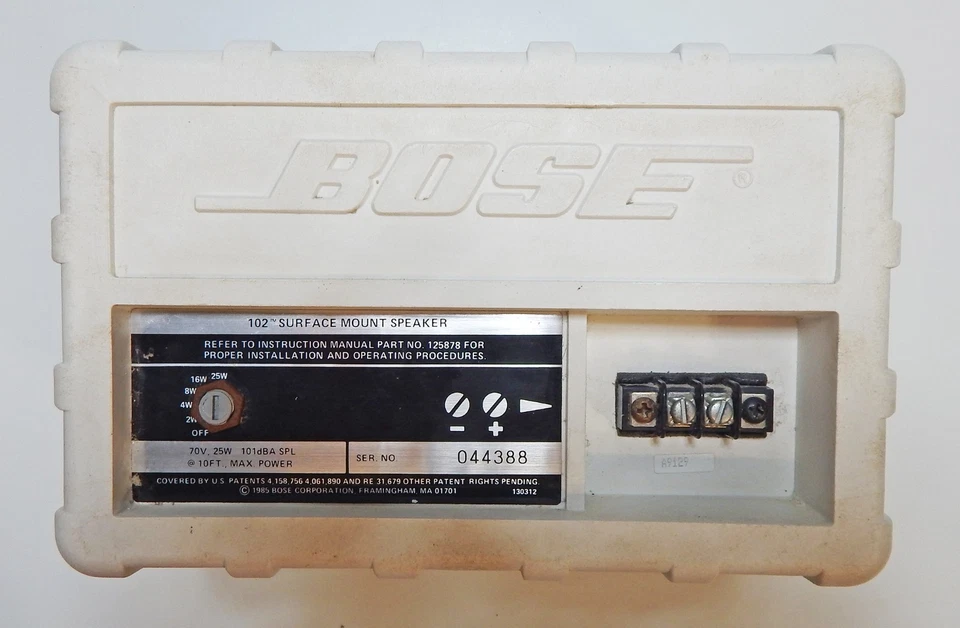 BOSE®
102™ SURFACE MOUNT SPEAKER
REFER TO INSTRUCTION MANUAL PART NO. 125878 FOR
PROPER INSTALLATION AND OPERATING PROCEDURES.
16W 25W
8W
4W
2W
OFF
- +
70V, 25W 101dBA SPL
@ 10FT., MAX. POWER
SER. NO 044388
COVERED BY U.S. PATENTS 4,158,756 4,061,890 AND RE 31,679 OTHER PATENT RIGHTS PENDING.
© 1985 BOSE CORPORATION, FRAMINGHAM, MA 01701 130312
A9129